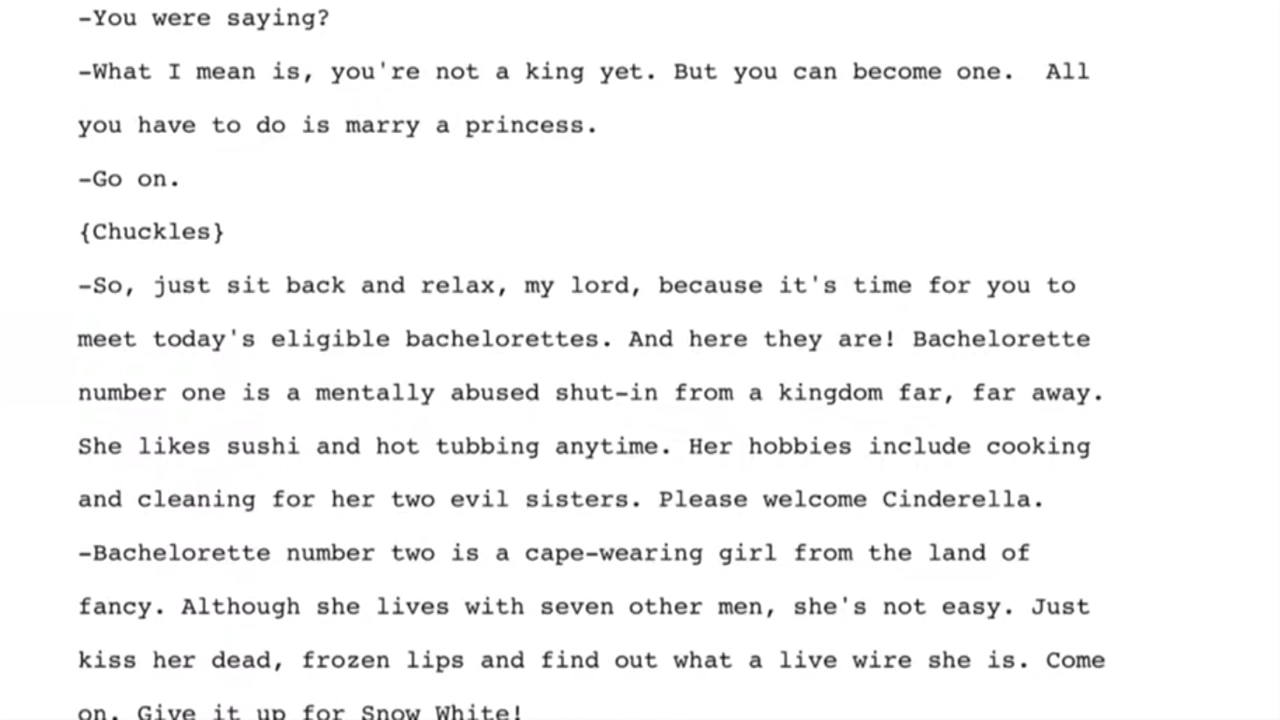 -You were saying?
-What I mean is, you're not a king yet. But you can become one.  All
you have to do is marry a princess.
-Go on.
{Chuckles}
-So, just sit back and relax, my lord, because it's time for you to
meet today's eligible bachelorettes. And here they are! Bachelorette
number one is a mentally abused shut-in from a kingdom far, far away.
She likes sushi and hot tubbing anytime. Her hobbies include cooking
and cleaning for her two evil sisters. Please welcome Cinderella.
-Bachelorette number two is a cape-wearing girl from the land of
fancy. Although she lives with seven other men, she's not easy. Just
kiss her dead, frozen lips and find out what a live wire she is. Come
on. Give it up for Snow White!